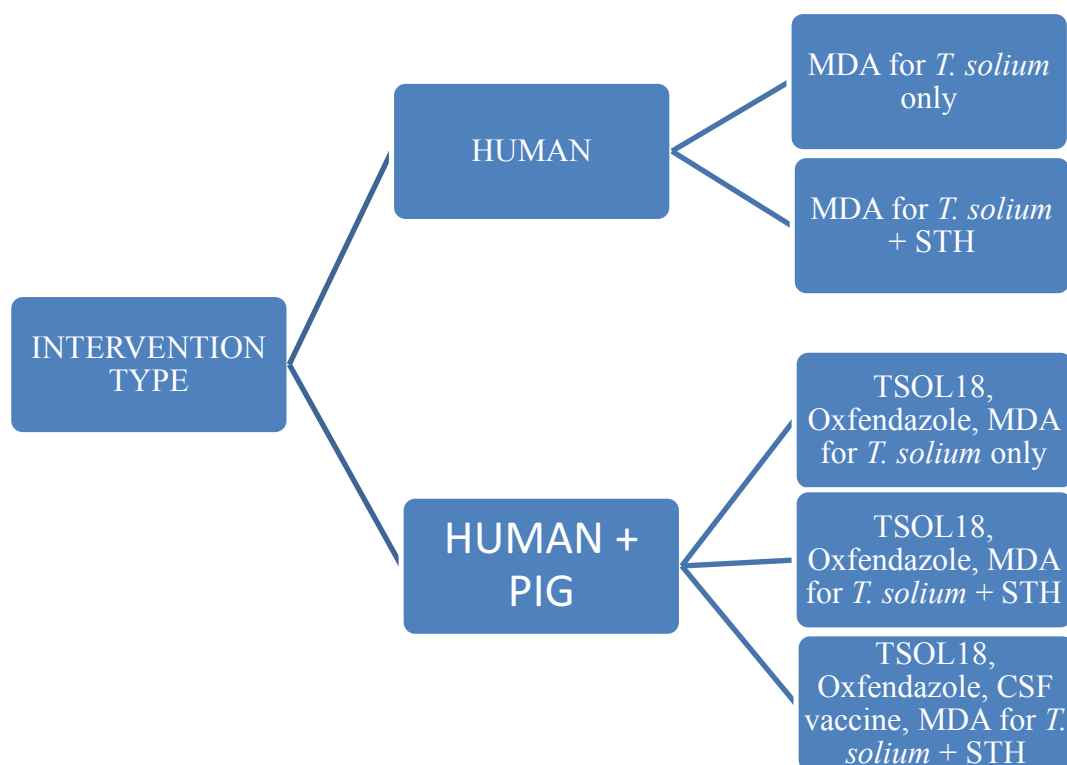 INTERVENTION
TYPE
HUMAN
MDA for T. solium
only
MDA for T. solium
+ STH
HUMAN +
PIG
TSOL18,
Oxfendazole, MDA
for T. solium only
TSOL18,
Oxfendazole, MDA
for T. solium + STH
TSOL18,
Oxfendazole, CSF
vaccine, MDA for T.
solium + STH